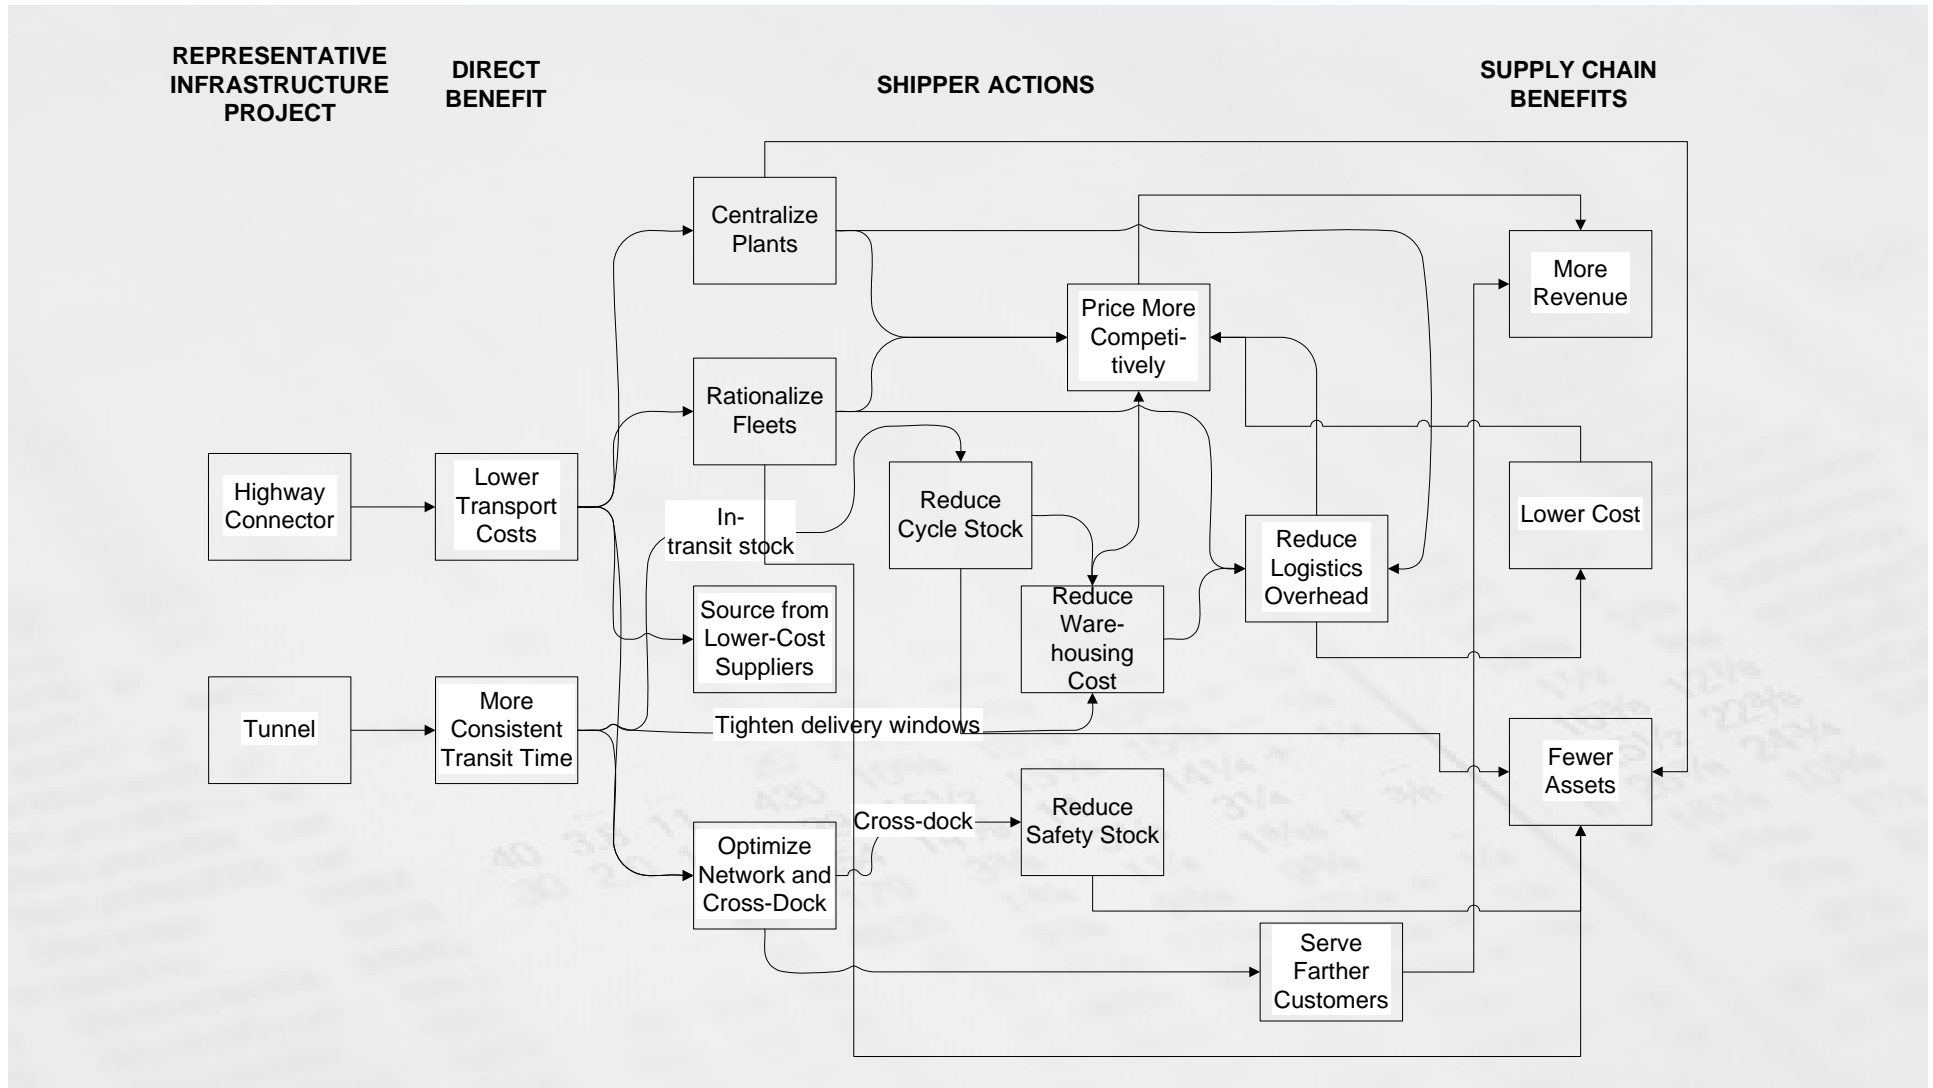 REPRESENTATIVE
INFRASTRUCTURE
PROJECT
DIRECT
BENEFIT
SHIPPER ACTIONS
SUPPLY CHAIN
BENEFITS
Centralize
Plants
More
Revenue
Price More
Competi-
tively
Rationalize
Fleets
Highway
Connector
Lower
Transport
Costs
In-
transit stock
Reduce
Cycle Stock
Reduce
Logistics
Overhead
Lower Cost
Source from
Lower-Cost
Suppliers
Reduce
Ware-
housing
Cost
Tunnel
More
Consistent
Transit Time
Tighten delivery windows
Fewer
Assets
Optimize
Network and
Cross-Dock
Cross-dock
Reduce
Safety Stock
Serve
Farther
Customers